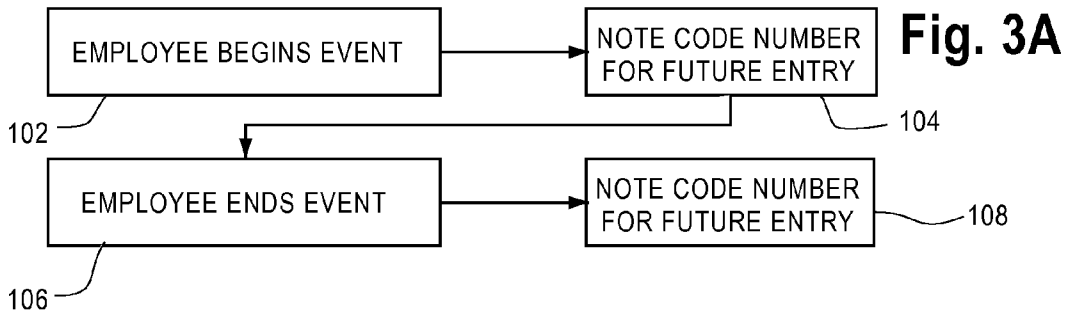 EMPLOYEE BEGINS EVENT
NOTE CODE NUMBER
FOR FUTURE ENTRY
Fig. 3A
102
104
EMPLOYEE ENDS EVENT
NOTE CODE NUMBER
FOR FUTURE ENTRY
108
106